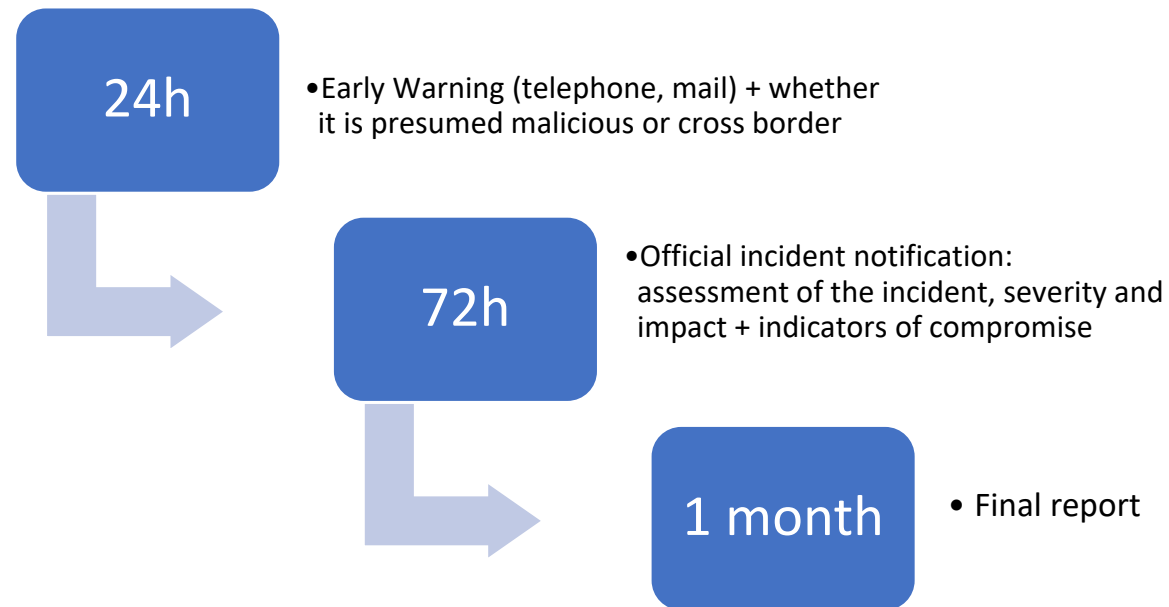 24h
•Early Warning (telephone, mail) + whether
it is presumed malicious or cross border
72h
•Official incident notification:
assessment of the incident, severity and
impact + indicators of compromise
1 month
• Final report